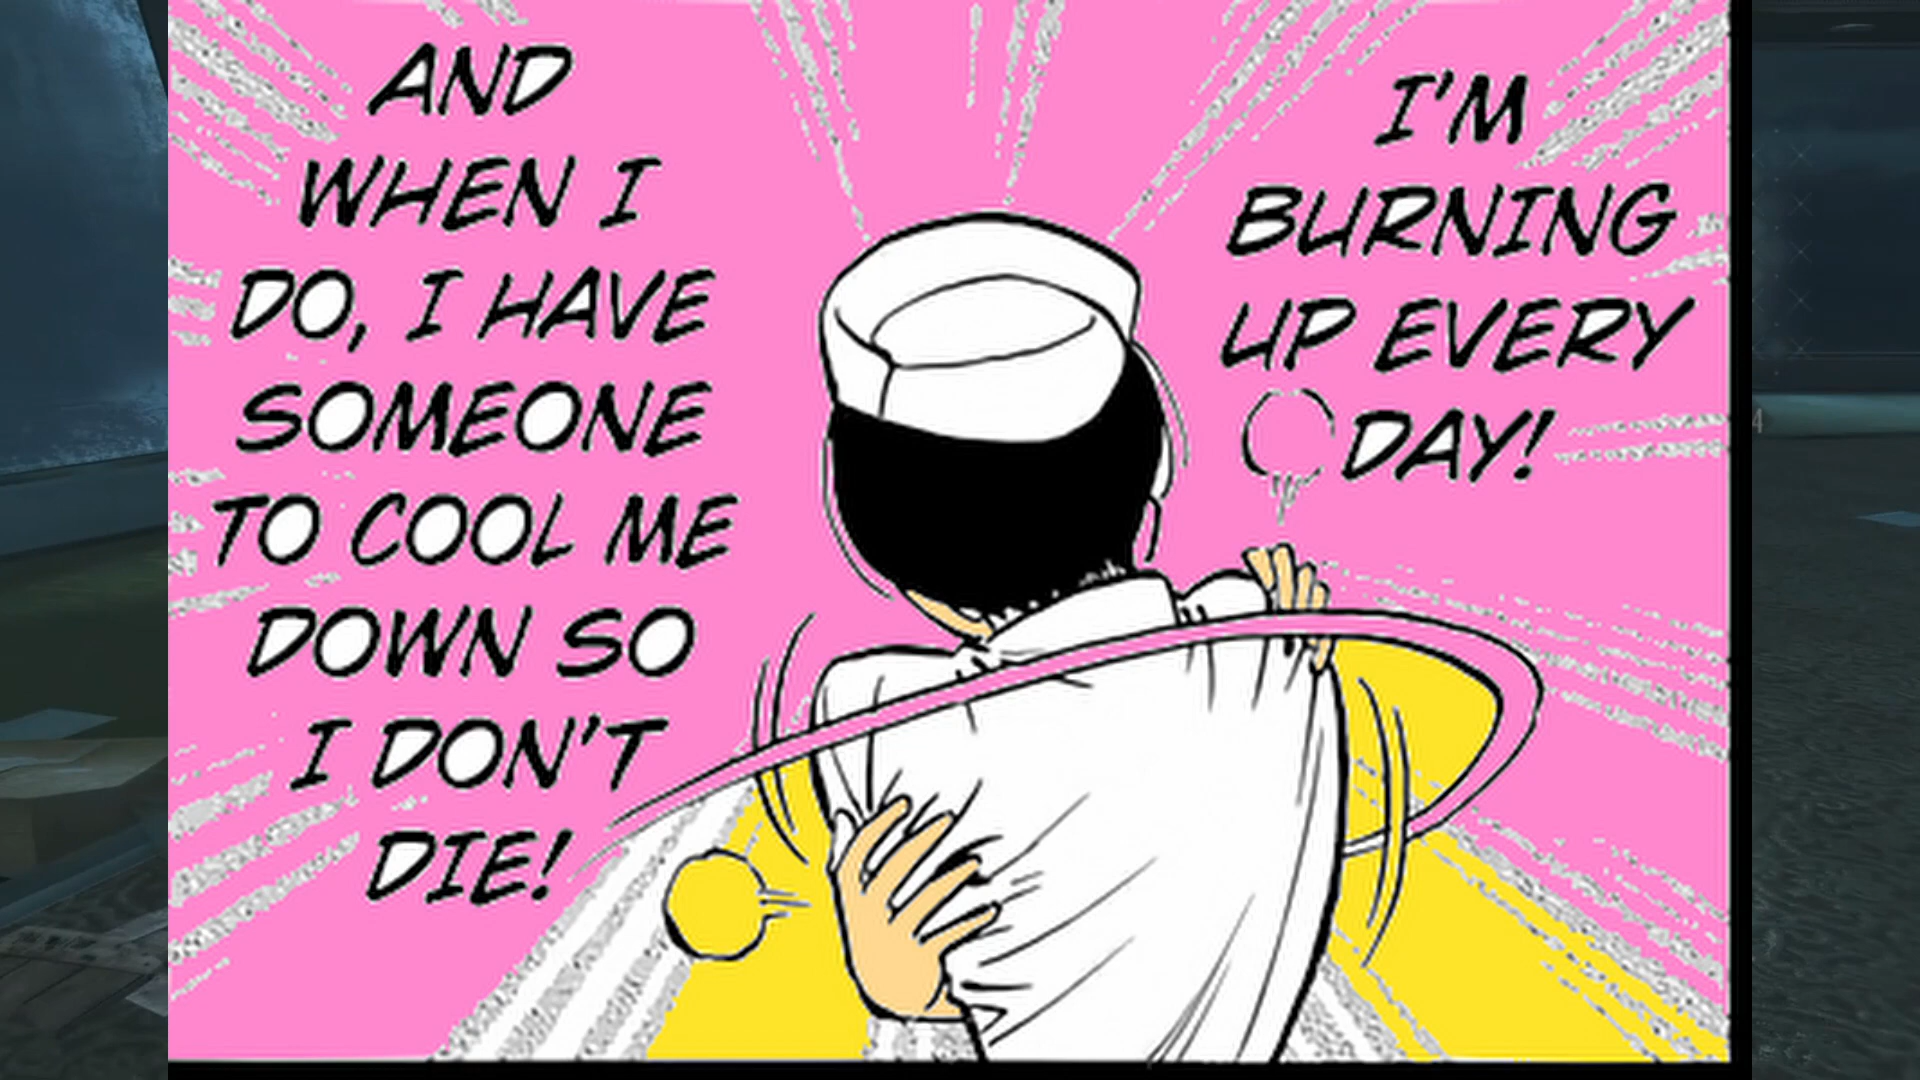 I'M
BURNING
UP EVERY
DAY!
AND
WHEN I
DO, I HAVE
SOMEONE
TO COOL ME
DOWN SO
I DON'T
DIE!